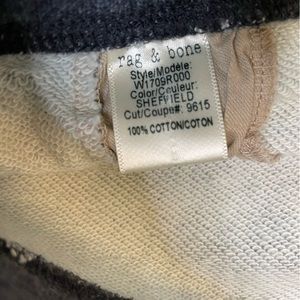 rag & bone
Style/Modèle:
W1709R000
Color/Couleur:
SHEFFIELD
Cut/Coupe#: 9615
100% COTTON/COTON